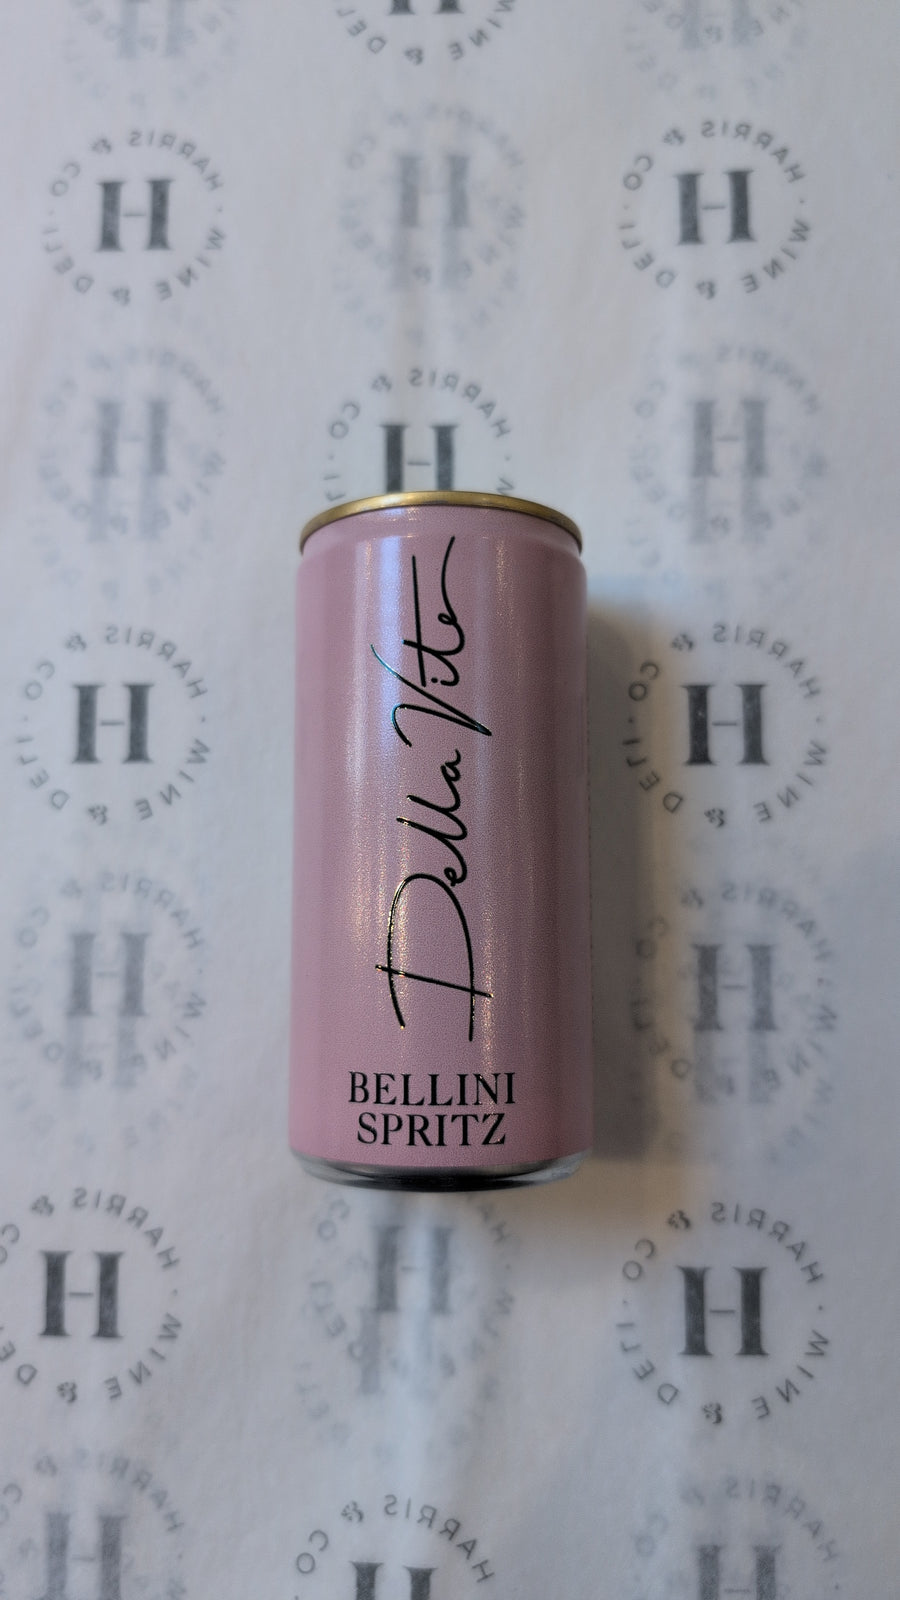 HARRIS & CO · WINE & DELI ·
H
Della Vite
BELLINI
SPRITZ